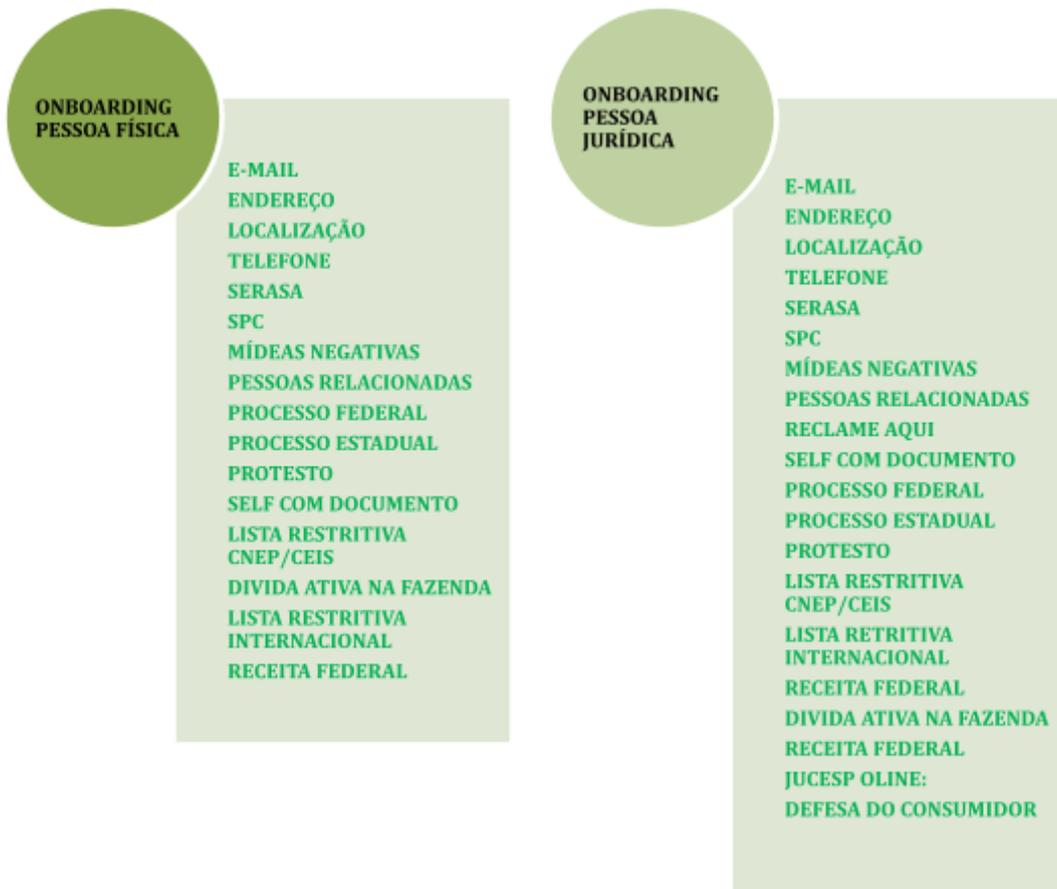 ONBOARDING
PESSOA FÍSICA
E-MAIL
ENDEREÇO
LOCALIZAÇÃO
TELEFONE
SERASA
SPC
MÍDEAS NEGATIVAS
PESSOAS RELACIONADAS
PROCESSO FEDERAL
PROCESSO ESTADUAL
PROTESTO
SELF COM DOCUMENTO
LISTA RESTRITIVA
CNEP/CEIS
DIVIDA ATIVA NA FAZENDA
LISTA RESTRITIVA
INTERNACIONAL
RECEITA FEDERAL
ONBOARDING
PESSOA
JURÍDICA
E-MAIL
ENDEREÇO
LOCALIZAÇÃO
TELEFONE
SERASA
SPC
MÍDEAS NEGATIVAS
PESSOAS RELACIONADAS
RECLAME AQUI
SELF COM DOCUMENTO
PROCESSO FEDERAL
PROCESSO ESTADUAL
PROTESTO
LISTA RESTRITIVA
CNEP/CEIS
LISTA RETRITIVA
INTERNACIONAL
RECEITA FEDERAL
DIVIDA ATIVA NA FAZENDA
RECEITA FEDERAL
JUCESP OLINE:
DEFESA DO CONSUMIDOR